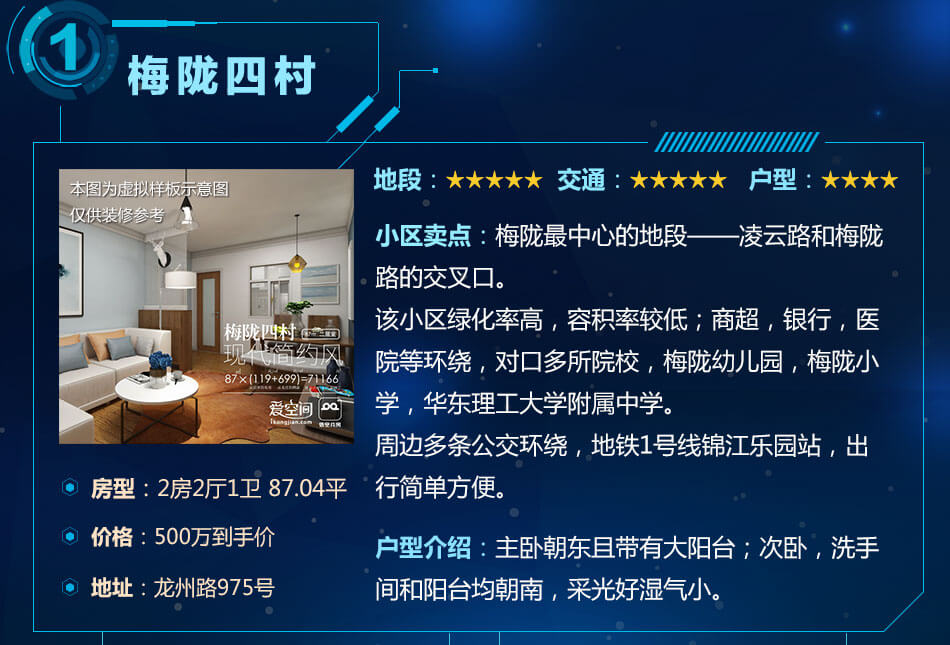 1
梅陇四村
本图为虚拟样板示意图
仅供装修参考
梅陇四村
现代简约风
87×(119+699)=71166
爱空间
ikongjian.com
地段：★★★★★ 交通：★★★★★ 户型：★★★★
小区卖点：梅陇最中心的地段——凌云路和梅陇
路的交叉口。
该小区绿化率高，容积率较低；商超，银行，医
院等环绕，对口多所院校，梅陇幼儿园，梅陇小
学，华东理工大学附属中学。
周边多条公交环绕，地铁1号线锦江乐园站，出
行简单方便。
户型介绍：主卧朝东且带有大阳台；次卧，洗手
间和阳台均朝南，采光好湿气小。
房型：2房2厅1卫 87.04平
价格：500万到手价
地址：龙州路975号